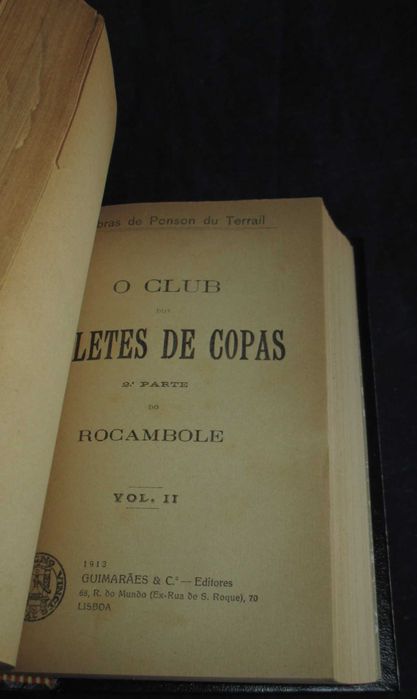 bras de Ponson du Terrail
O CLUB
DOS
LETES DE COPAS
2.ª PARTE
DO
ROCAMBOLE
VOL. II
1913
GUIMARÃES & C.ª — Editores
68, R. do Mundo (Ex-Rua de S. Roque), 70
LISBOA